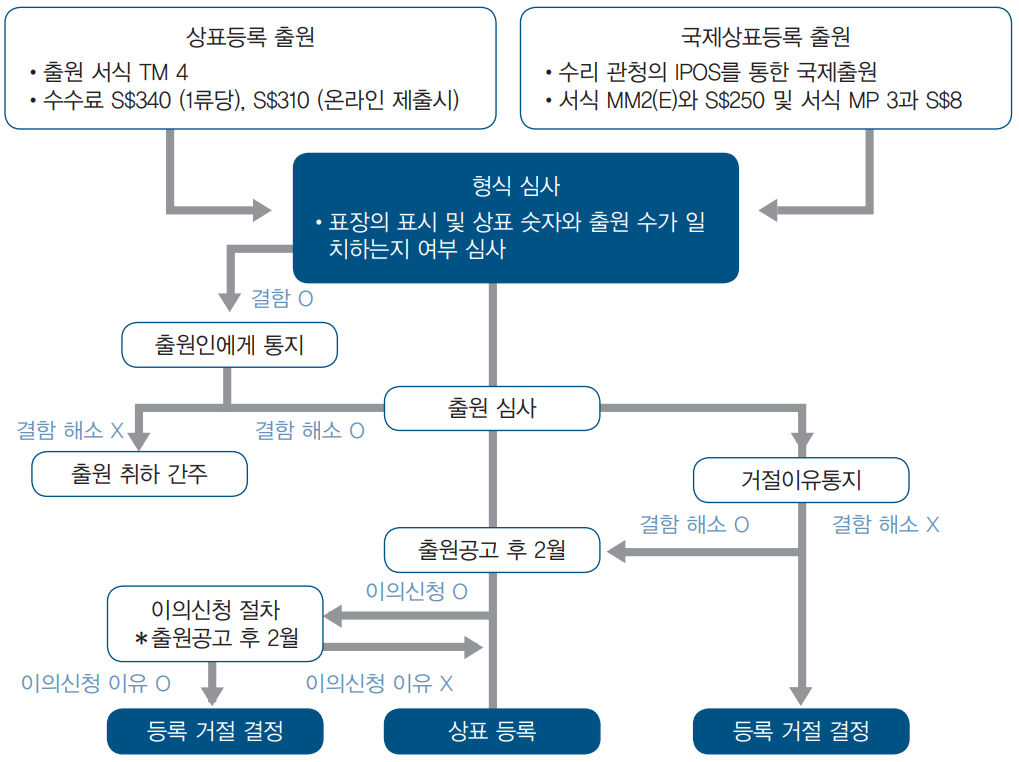 상표등록 출원
• 출원 서식 TM 4
• 수수료 S$340 (1류당), S$310 (온라인 제출시)
국제상표등록 출원
• 수리 관청의 IPOS를 통한 국제출원
• 서식 MM2(E)와 S$250 및 서식 MP 3과 S$8
형식 심사
• 표장의 표시 및 상표 숫자와 출원 수가 일
치하는지 여부 심사
결함 O
출원인에게 통지
출원 심사
결함 해소 X
결함 해소 O
출원 취하 간주
거절이유통지
결함 해소 O
결함 해소 X
출원공고 후 2월
이의신청 O
이의신청 절차
*출원공고 후 2월
이의신청 이유 O
이의신청 이유 X
등록 거절 결정
상표 등록
등록 거절 결정